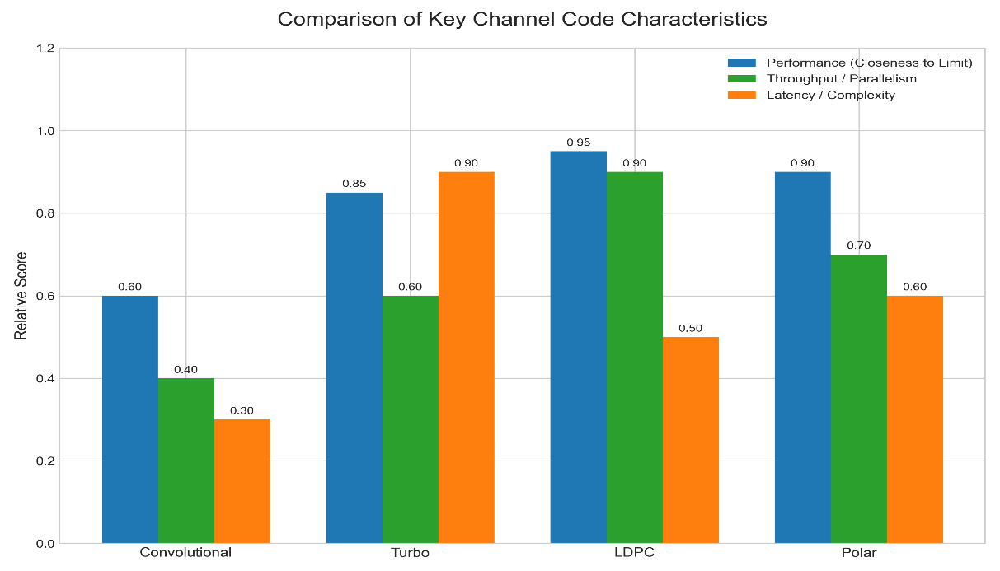 Comparison of Key Channel Code Characteristics
1.2
Performance (Closeness to Limit)
Throughput / Parallelism
Latency / Complexity
1.0
0.95
0.90
0.90
0.90
0.85
0.8
0.70
Relative Score
0.60
0.60
0.60
0.6
0.50
0.40
0.4
0.30
0.2
0.0
Convolutional
Turbo
LDPC
Polar